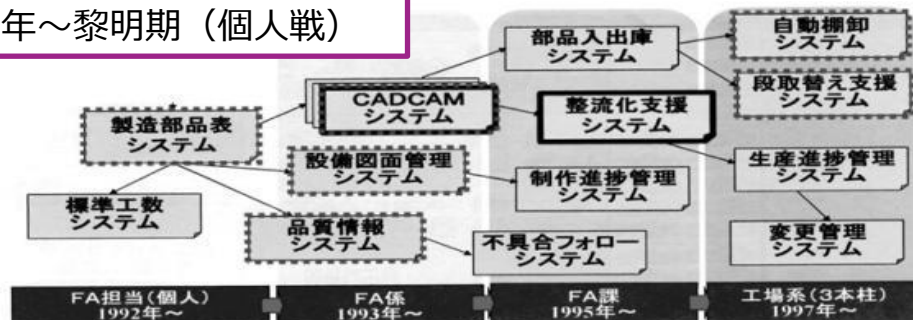 年～黎明期（個人戦）
部品入出庫
システム
自動棚卸
システム
CADCAM
システム
段取替え支援
システム
整流化支援
システム
製造部品表
システム
設備図面管理
システム
生産進捗管理
システム
制作進捗管理
システム
標準工数
システム
品質情報
システム
変更管理
システム
不具合フォロー
システム
FA担当(個人)
1992年～
FA係
1993年～
FA課
1995年～
工場系(3本柱)
1997年～